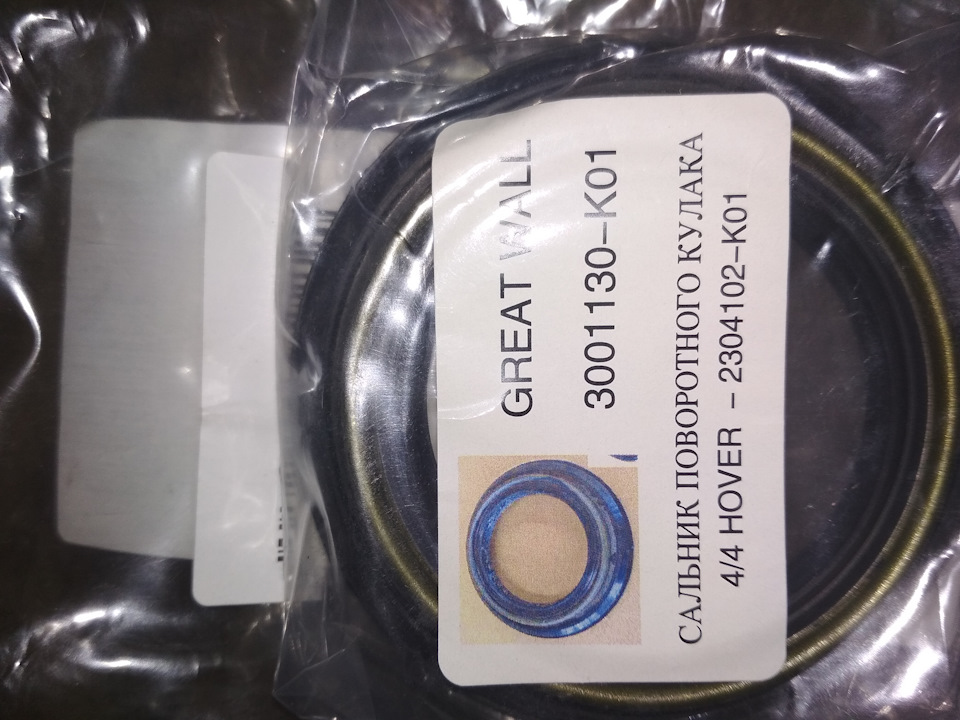 GREAT WALL
3001130-K01
САЛЬНИК ПОВОРОТНОГО КУЛАКА
4/4 HOVER - 2304102-K01